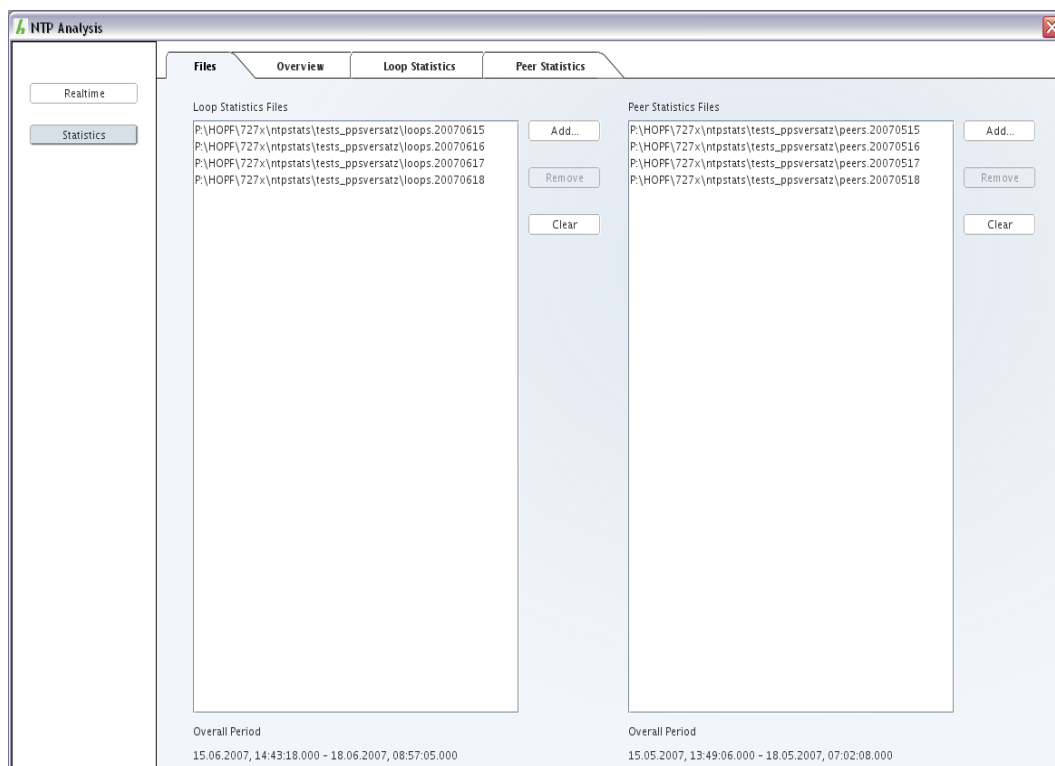 NTP Analysis
Realtime
Statistics
Files
Overview
Loop Statistics
Peer Statistics
Loop Statistics Files
P:\HOPF\727x\ntpstats\tests_ppsversatz\loops.20070615
P:\HOPF\727x\ntpstats\tests_ppsversatz\loops.20070616
P:\HOPF\727x\ntpstats\tests_ppsversatz\loops.20070617
P:\HOPF\727x\ntpstats\tests_ppsversatz\loops.20070618
Add...
Remove
Clear
Overall Period
15.06.2007, 14:43:18.000 - 18.06.2007, 08:57:05.000
Peer Statistics Files
P:\HOPF\727x\ntpstats\tests_ppsversatz\peers.20070515
P:\HOPF\727x\ntpstats\tests_ppsversatz\peers.20070516
P:\HOPF\727x\ntpstats\tests_ppsversatz\peers.20070517
P:\HOPF\727x\ntpstats\tests_ppsversatz\peers.20070518
Add...
Remove
Clear
Overall Period
15.05.2007, 13:49:06.000 - 18.05.2007, 07:02:08.000